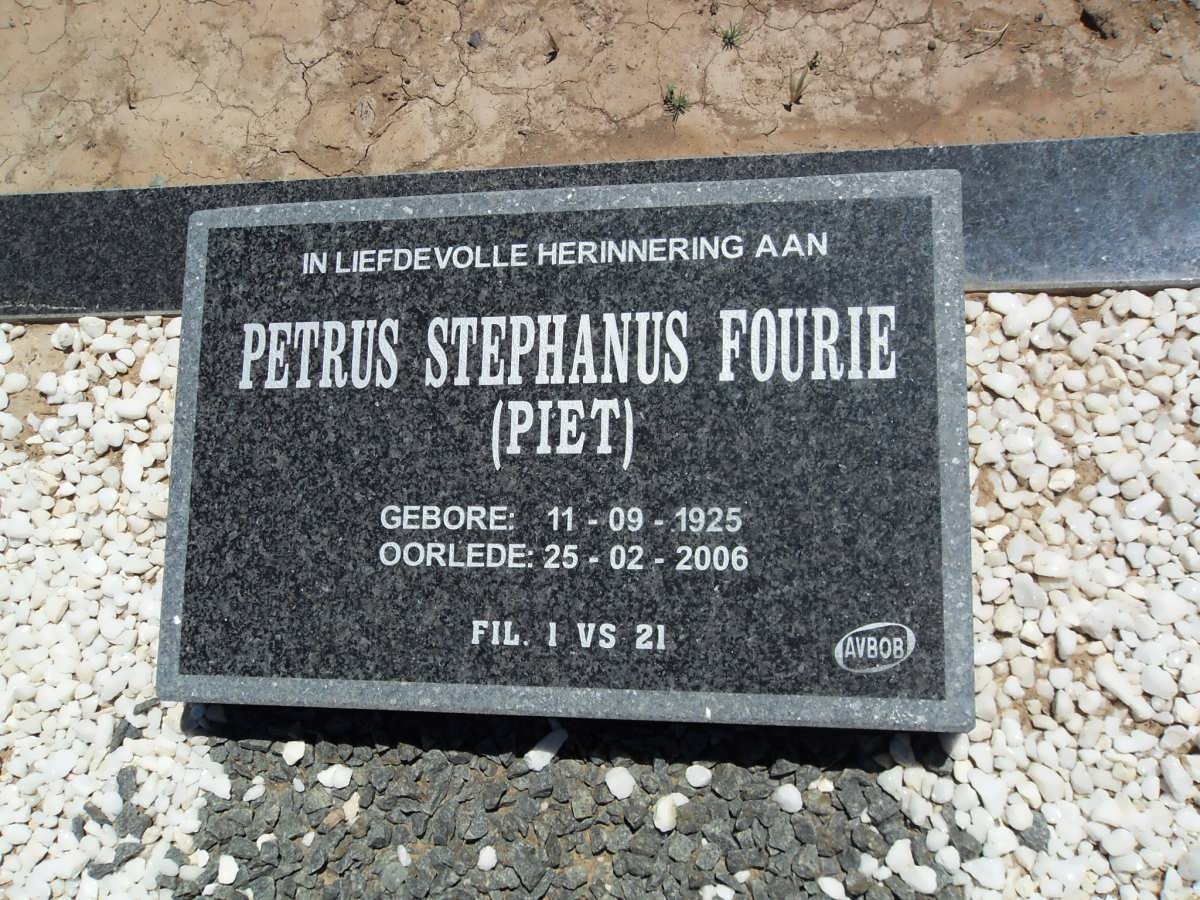 IN LIEFDEVOLLE HERINNERING AAN
PETRUS STEPHANUS FOURIE
(PIET)
GEBORE: 11 - 09 - 1925
OORLEDE: 25 - 02 - 2006
FIL. 1 VS 21
AVBOB